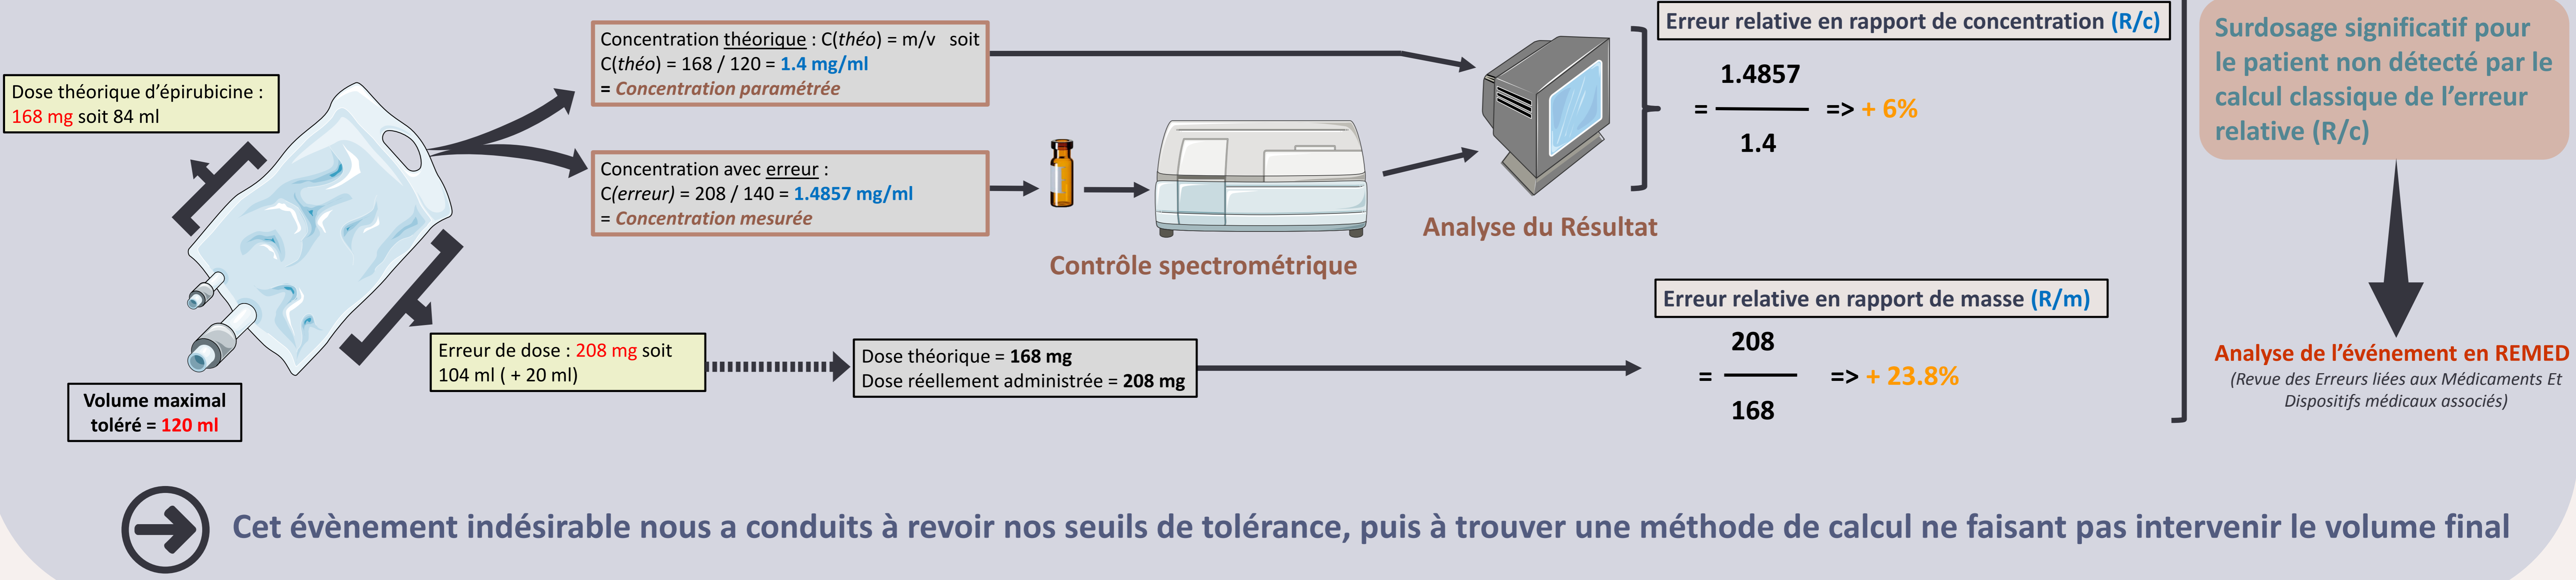 Dose théorique d’épirubicine :
168 mg soit 84 ml
Volume maximal
toléré = 120 ml
Erreur de dose : 208 mg soit
104 ml ( + 20 ml)
Concentration théorique : C(théo) = m/v soit
C(théo) = 168 / 120 = 1.4 mg/ml
= Concentration paramétrée
Concentration avec erreur :
C(erreur) = 208 / 140 = 1.4857 mg/ml
= Concentration mesurée
Contrôle spectrométrique
Analyse du Résultat
Dose théorique = 168 mg
Dose réellement administrée = 208 mg
Erreur relative en rapport de concentration (R/c)
1.4857
= => + 6%
1.4
Erreur relative en rapport de masse (R/m)
208
= => + 23.8%
168
Surdosage significatif pour
le patient non détecté par le
calcul classique de l’erreur
relative (R/c)
Analyse de l’événement en REMED
(Revue des Erreurs liées aux Médicaments Et
Dispositifs médicaux associés)
Cet évènement indésirable nous a conduits à revoir nos seuils de tolérance, puis à trouver une méthode de calcul ne faisant pas intervenir le volume final